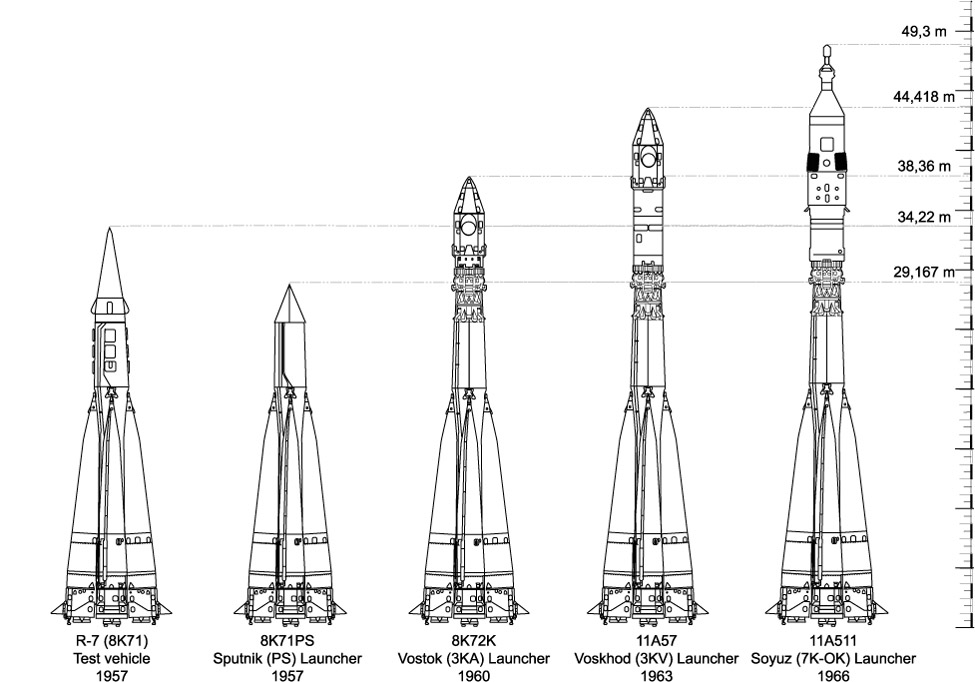 49,3 m
44,418 m
38,36 m
34,22 m
29,167 m
R-7 (8K71)
Test vehicle
1957
8K71PS
Sputnik (PS) Launcher
1957
8K72K
Vostok (3KA) Launcher
1960
11A57
Voskhod (3KV) Launcher
1963
11A511
Soyuz (7K-OK) Launcher
1966